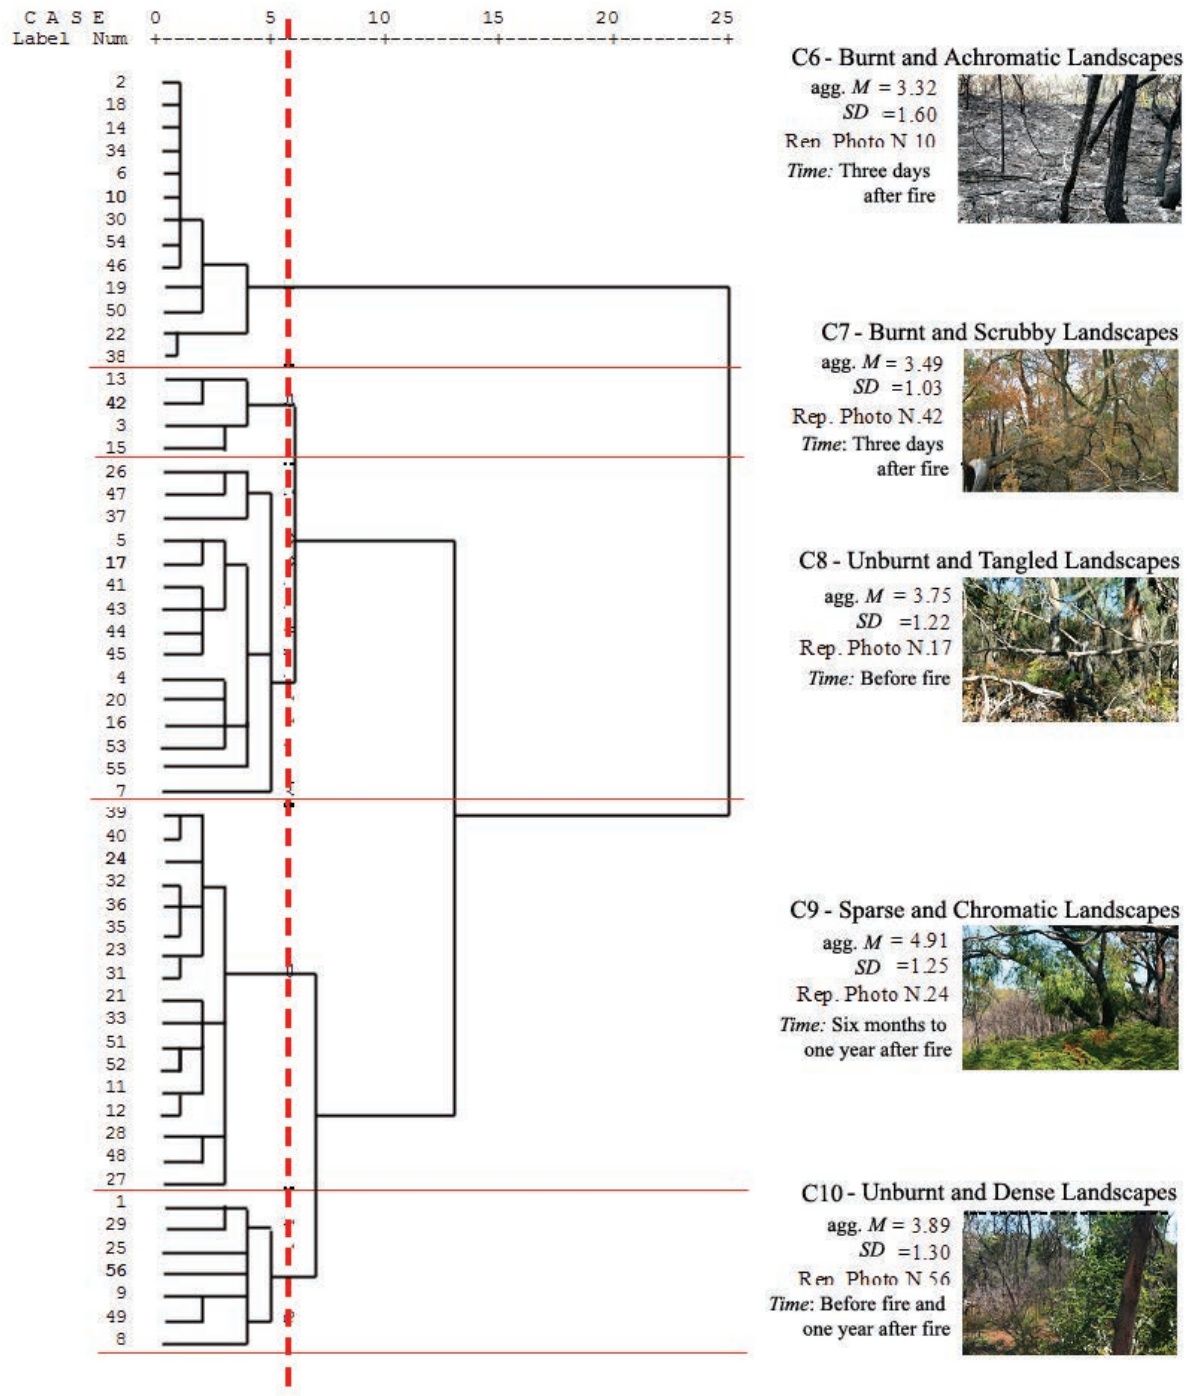 C A S E 0 5 10 15 20 25
Label Num +---------+---------+---------+---------+---------+
2
18
14
34
6
10
30
54
46
19
50
22
38
13
42
3
15
26
47
37
5
17
41
43
44
45
4
20
16
53
55
7
39
40
24
32
36
35
23
31
21
33
51
52
11
12
28
48
27
1
29
25
56
9
49
8
C6 - Burnt and Achromatic Landscapes
agg. M = 3.32
SD =1.60
Rep. Photo N.10
Time: Three days
after fire
C7 - Burnt and Scrubby Landscapes
agg. M = 3.49
SD =1.03
Rep. Photo N.42
Time: Three days
after fire
C8 - Unburnt and Tangled Landscapes
agg. M = 3.75
SD =1.22
Rep. Photo N.17
Time: Before fire
C9 - Sparse and Chromatic Landscapes
agg. M = 4.91
SD =1.25
Rep. Photo N.24
Time: Six months to
one year after fire
C10 - Unburnt and Dense Landscapes
agg. M = 3.89
SD =1.30
Rep. Photo N.56
Time: Before fire and
one year after fire